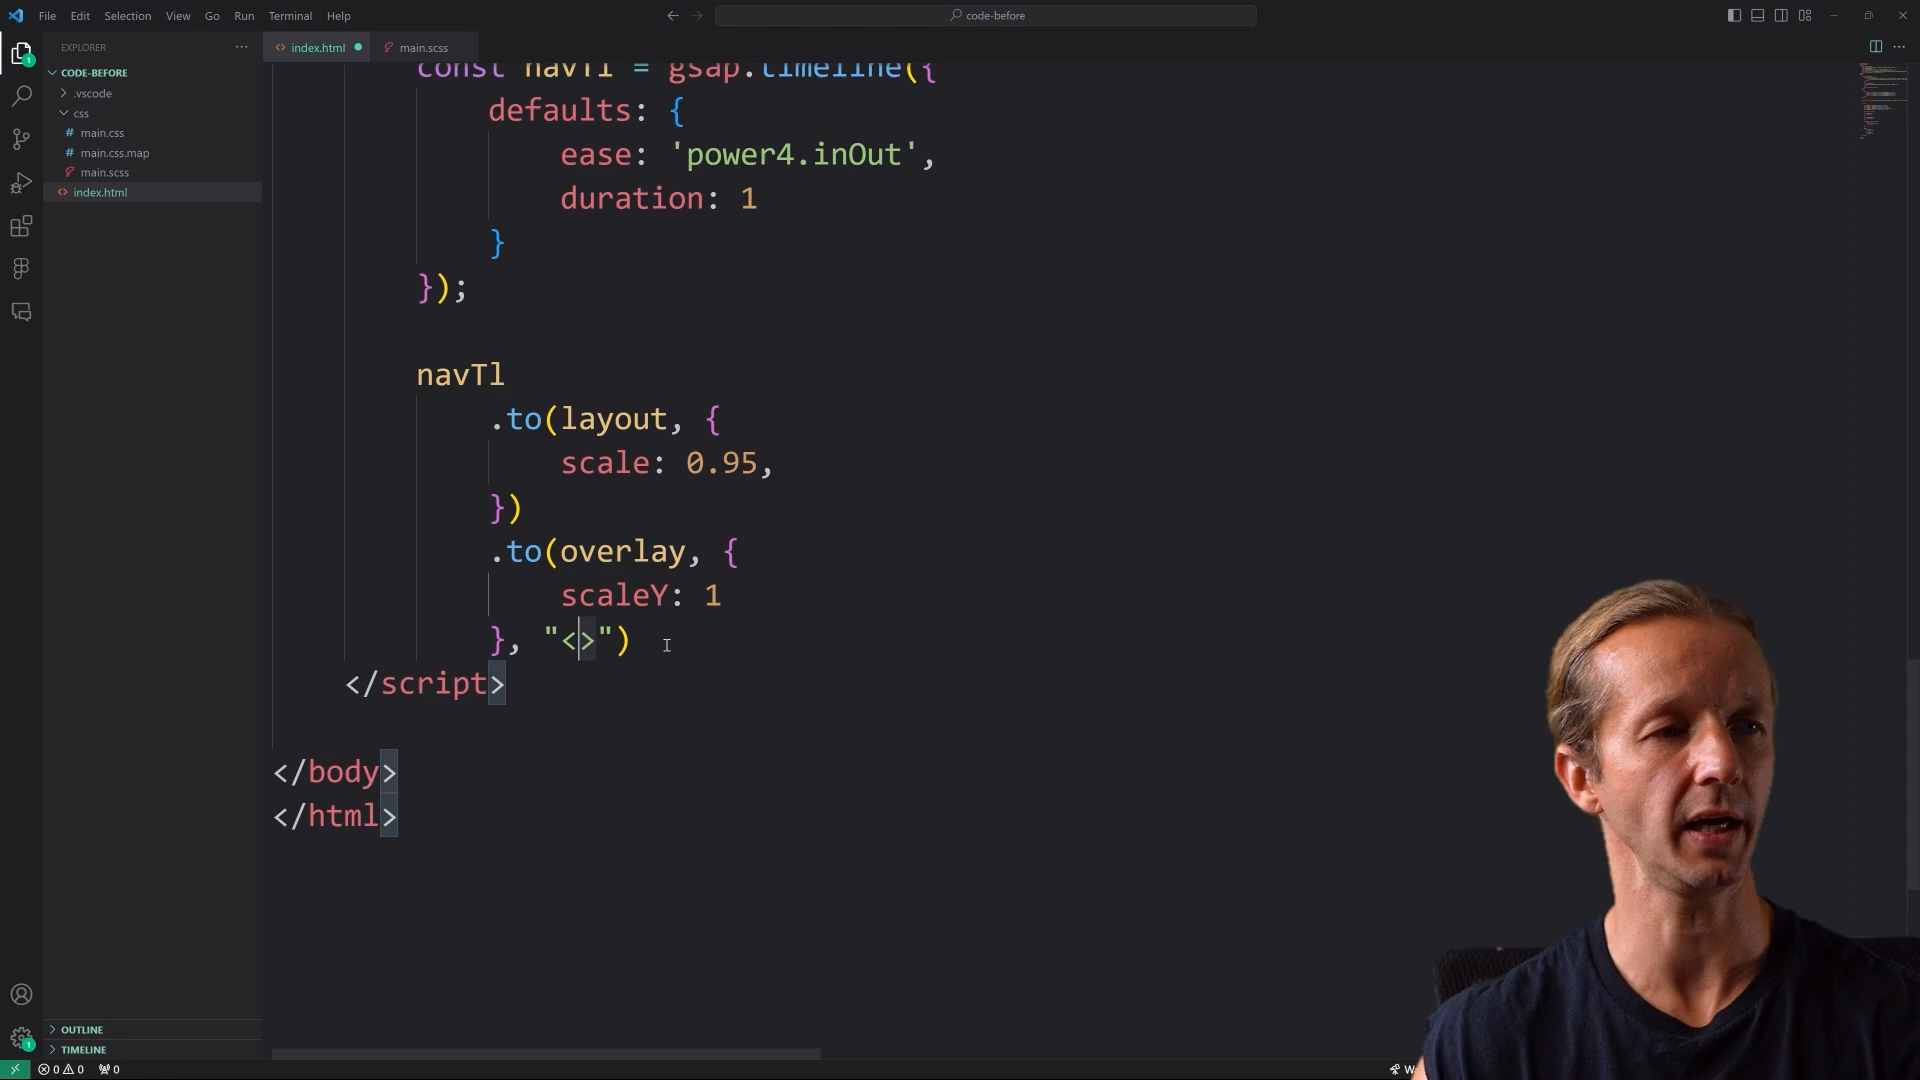 File Edit Selection View Go Run Terminal Help
code-before
EXPLORER
index.html
main.scss
CODE-BEFORE
.vscode
css
# main.css
# main.css.map
main.scss
<> index.html
const navTl = gsap.timeline({
defaults: {
ease: 'power4.inOut',
duration: 1
}
});
navTl
.to(layout, {
scale: 0.95,
})
.to(overlay, {
scaleY: 1
}, "<>")
</script>
</body>
</html>
OUTLINE
TIMELINE
0 0 0